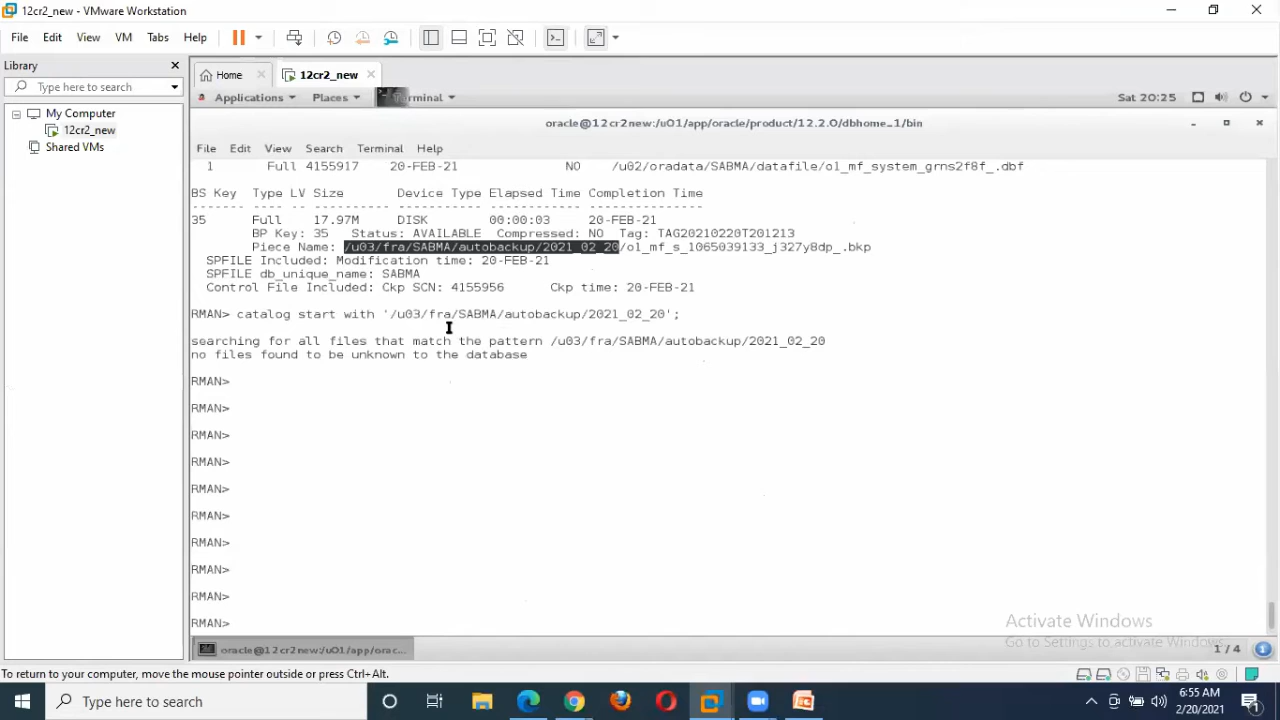 12cr2_new - VMware Workstation
File Edit View VM Tabs Help
Library
Type here to search
My Computer
12cr2_new
Shared VMs
Home
12cr2_new
Applications Places Terminal Sat 20:25
oracle@12cr2new:/u01/app/oracle/product/12.2.0/dbhome_1/bin
File Edit View Search Terminal Help
1 Full 4155917 20-FEB-21 NO /u02/oradata/SABMA/datafile/o1_mf_system_grns2f8f_.dbf
BS Key Type LV Size Device Type Elapsed Time Completion Time
------- ---- -- ---------- ----------- ------------ ---------------
35 Full 17.97M DISK 00:00:03 20-FEB-21
BP Key: 35 Status: AVAILABLE Compressed: NO Tag: TAG20210220T201213
Piece Name: /u03/fra/SABMA/autobackup/2021_02_20/o1_mf_s_1065039133_j327y8dp_.bkp
SPFILE Included: Modification time: 20-FEB-21
SPFILE db_unique_name: SABMA
Control File Included: Ckp SCN: 4155956 Ckp time: 20-FEB-21
RMAN> catalog start with '/u03/fra/SABMA/autobackup/2021_02_20';
searching for all files that match the pattern /u03/fra/SABMA/autobackup/2021_02_20
no files found to be unknown to the database
RMAN>
RMAN>
RMAN>
RMAN>
RMAN>
RMAN>
RMAN>
RMAN>
RMAN>
RMAN>
Activate Windows
Go to Settings to activate Windows.
oracle@12cr2new:/u01/app/orac...
1 / 4
To return to your computer, move the mouse pointer outside or press Ctrl+Alt.
Type here to search
6:55 AM
2/20/2021